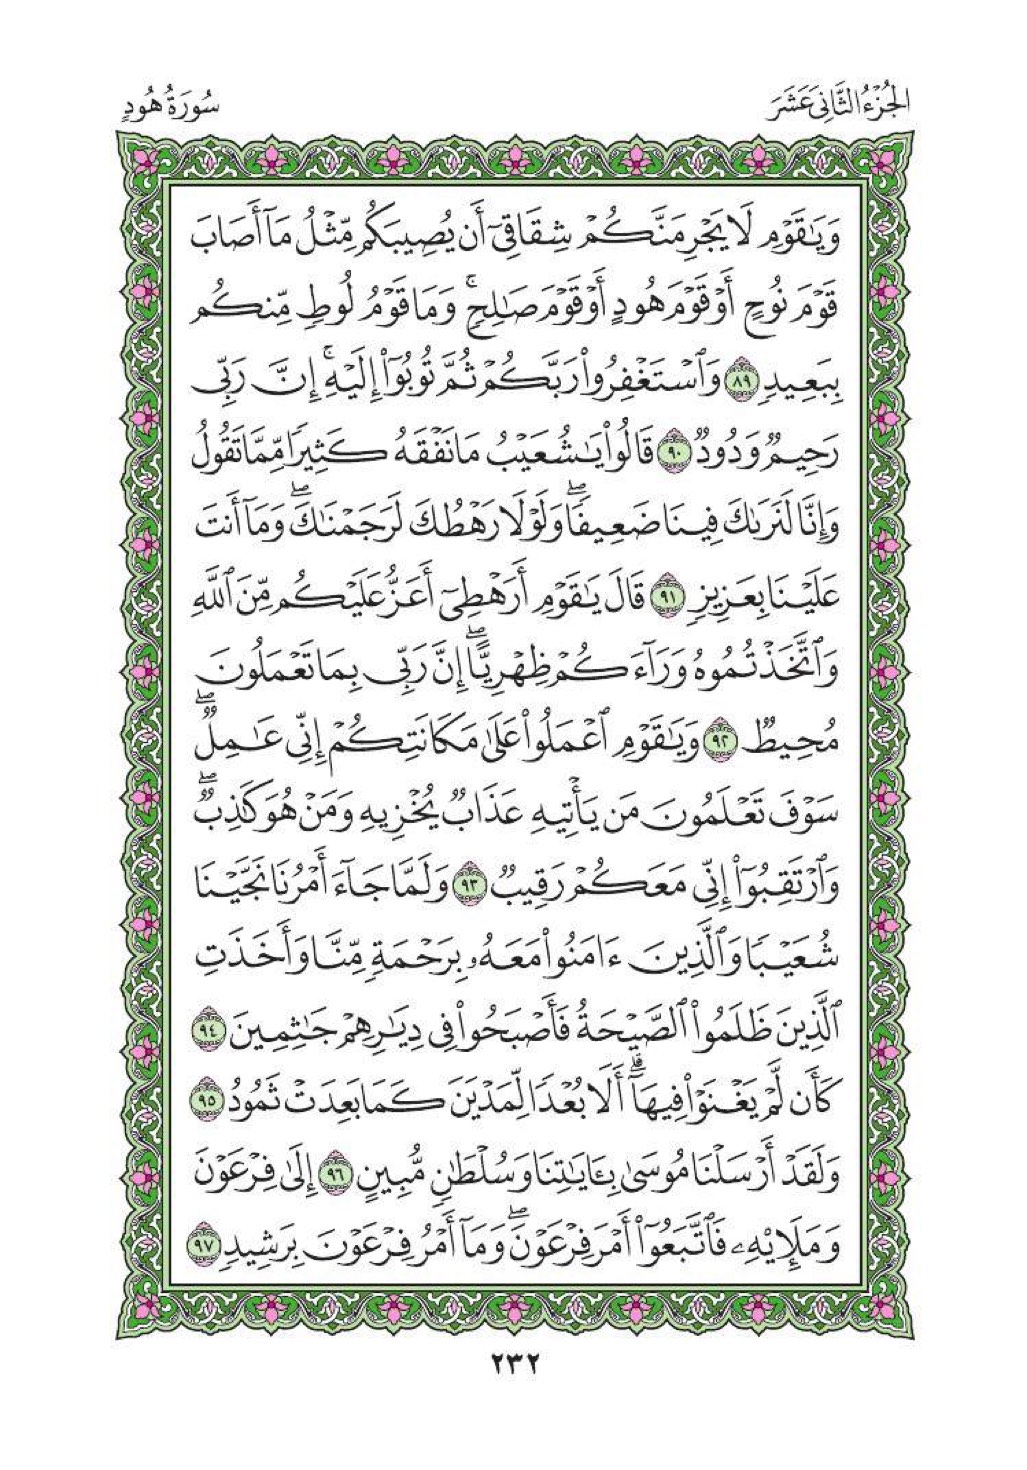 الجُزْءُ الثَّانِي عَشَرَ
سُورَةُ هُودٍ
وَيَٰقَوْمِ لَا يَجْرِمَنَّكُمْ شِقَاقِيٓ أَن يُصِيبَكُم مِّثْلُ مَآ أَصَابَ
قَوْمَ نُوحٍ أَوْ قَوْمَ هُودٍ أَوْ قَوْمَ صَٰلِحٍۚ وَمَا قَوْمُ لُوطٍ مِّنكُم
بِبَعِيدٍ ٨٩ وَٱسْتَغْفِرُوا۟ رَبَّكُمْ ثُمَّ تُوبُوٓا۟ إِلَيْهِۚ إِنَّ رَبِّي
رَحِيمٌ وَدُودٌ ٩٠ قَالُوا۟ يَٰشُعَيْبُ مَا نَفْقَهُ كَثِيرًا مِّمَّا تَقُولُ
وَإِنَّا لَنَرَىٰكَ فِينَا ضَعِيفًاۖ وَلَوْلَا رَهْطُكَ لَرَجَمْنَٰكَۖ وَمَآ أَنتَ
عَلَيْنَا بِعَزِيزٍ ٩١ قَالَ يَٰقَوْمِ أَرَهْطِيٓ أَعَزُّ عَلَيْكُم مِّنَ ٱللَّهِ
وَٱتَّخَذْتُمُوهُ وَرَآءَكُمْ ظِهْرِيًّاۖ إِنَّ رَبِّي بِمَا تَعْمَلُونَ
مُحِيطٌ ٩٢ وَيَٰقَوْمِ ٱعْمَلُوا۟ عَلَىٰ مَكَانَتِكُمْ إِنِّي عَٰمِلٌۖ
سَوْفَ تَعْلَمُونَ مَن يَأْتِيهِ عَذَابٌ يُخْزِيهِ وَمَنْ هُوَ كَٰذِبٌۖ
وَٱرْتَقِبُوٓا۟ إِنِّي مَعَكُمْ رَقِيبٌ ٩٣ وَلَمَّا جَآءَ أَمْرُنَا نَجَّيْنَا
شُعَيْبًا وَٱلَّذِينَ ءَامَنُوا۟ مَعَهُۥ بِرَحْمَةٍ مِّنَّا وَأَخَذَتِ
ٱلَّذِينَ ظَلَمُوا۟ ٱلصَّيْحَةُ فَأَصْبَحُوا۟ فِي دِيَٰرِهِمْ جَٰثِمِينَ ٩٤
كَأَن لَّمْ يَغْنَوْا۟ فِيهَآۗ أَلَا بُعْدًا لِّمَدْيَنَ كَمَا بَعِدَتْ ثَمُودُ ٩٥
وَلَقَدْ أَرْسَلْنَا مُوسَىٰ بِـَٔايَٰتِنَا وَسُلْطَٰنٍ مُّبِينٍ ٩٦ إِلَىٰ فِرْعَوْنَ
وَمَلَإِي۟هِۦ فَٱتَّبَعُوٓا۟ أَمْرَ فِرْعَوْنَۖ وَمَآ أَمْرُ فِرْعَوْنَ بِرَشِيدٍ ٩٧
٢٣٢